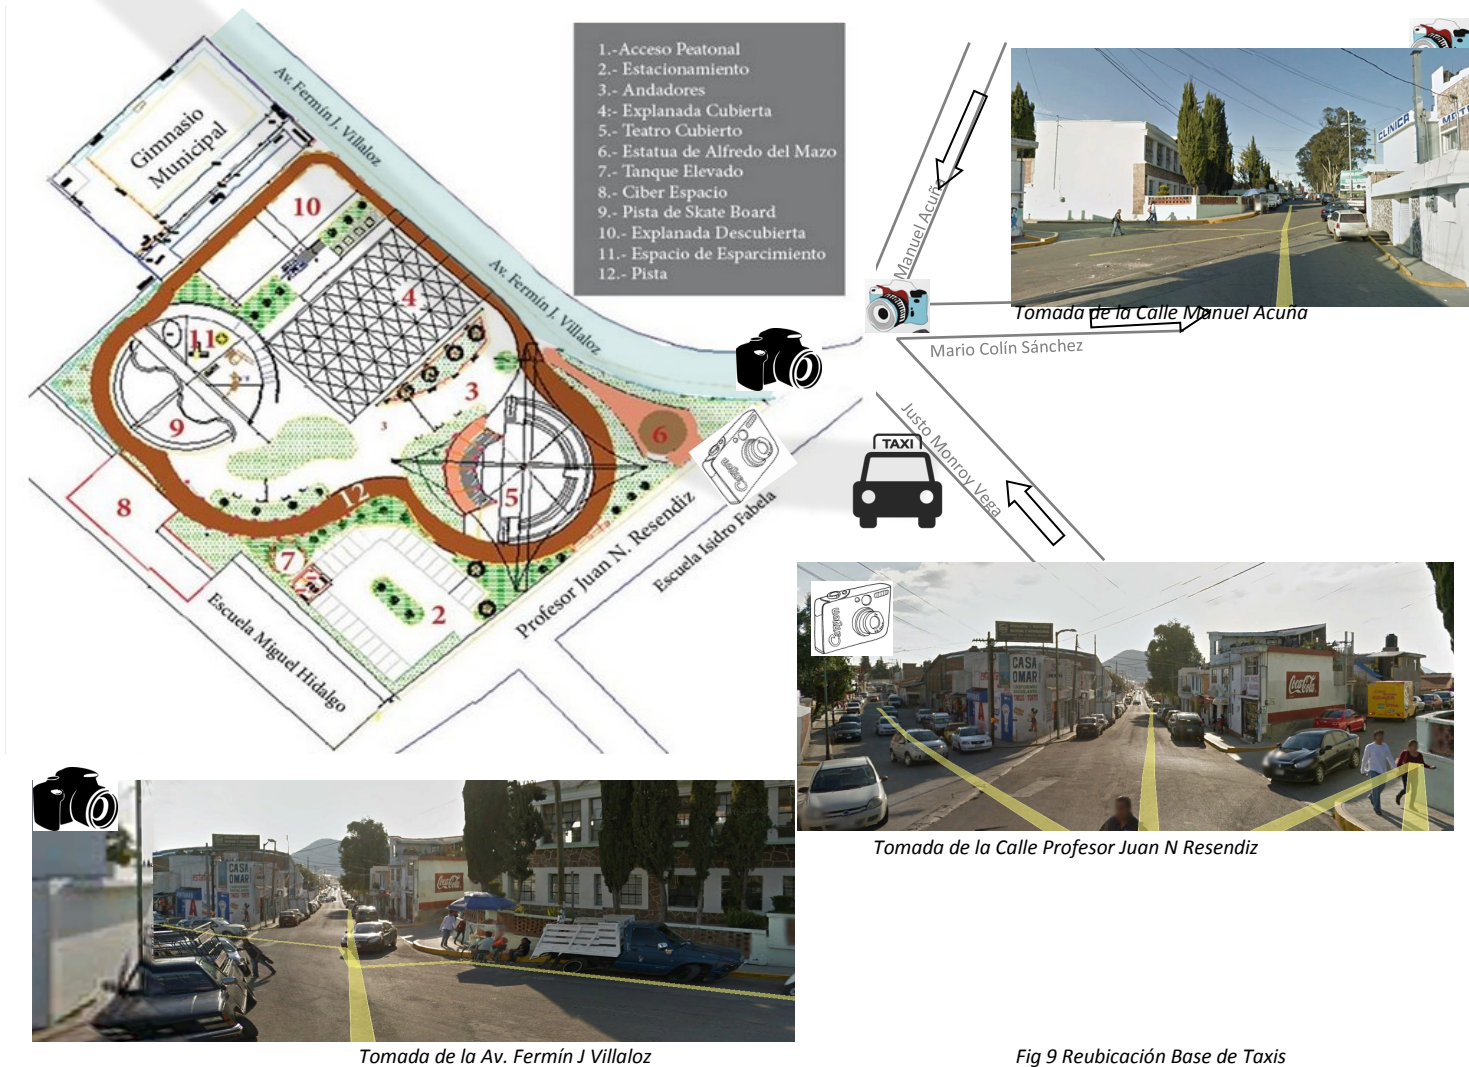 1.-Acceso Peatonal
2.- Estacionamiento
3.- Andadores
4:- Explanada Cubierta
5.- Teatro Cubierto
6.- Estatua de Alfredo del Mazo
7.- Tanque Elevado
8.- Ciber Espacio
9.- Pista de Skate Board
10.- Explanada Descubierta
11.- Espacio de Esparcimiento
12.- Pista
Av. Fermín J. Villaloz
Gimnasio
Municipal
10
Av. Fermín J. Villaloz
4
11
3
3
9
6
5
12
8
7
2
Profesor Juan N. Resendiz
Escuela Isidro Fabela
Escuela Miguel Hidalgo
Manuel Acuña
CLINICA
Tomada de la Calle Manuel Acuña
Mario Colín Sánchez
Justo Monroy Vega
TAXI
Canyon
Canyon
CASA
OMAR
Coca-Cola
Tomada de la Calle Profesor Juan N Resendiz
CASA
OMAR
A
Coca-Cola
Tomada de la Av. Fermín J Villaloz
Fig 9 Reubicación Base de Taxis